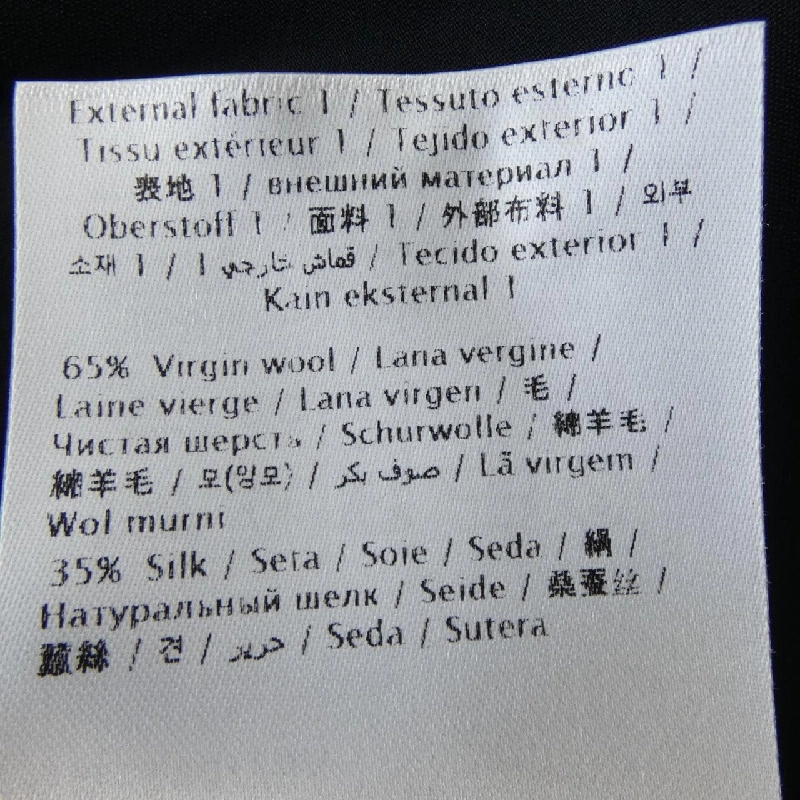 External fabric 1 / Tessuto esterno 1 /
Tissu extérieur 1 / Tejido exterior 1 /
表地 1 / внешний материал 1 /
Oberstoff 1 / 面料 1 / 外部布料 1 / 외부
소재 1 / 1 قماش خارجي / Tecido exterior 1 /
Kain eksternal 1
65% Virgin wool / Lana vergine /
Laine vierge / Lana virgen / 毛 /
Чистая шерсть / Schurwolle / 綿羊毛 /
綿羊毛 / 모(양모) / صوف بكر / Lã virgem /
Wol murni
35% Silk / Seta / Soie / Seda / 絹 /
Натуральный шелк / Seide / 桑蚕丝 /
蠶絲 / 견 / حرير / Seda / Sutera